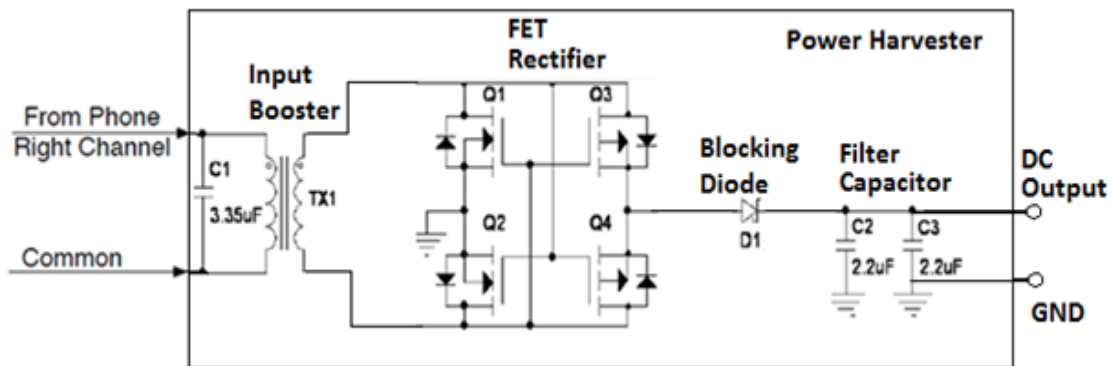 FET
Rectifier
Power Harvester
Input
Booster
Q1
Q3
From Phone
Right Channel
C1
3.35uF
TX1
Blocking
Diode
Filter
Capacitor
DC
Output
Q2
Q4
D1
C2
C3
2.2uF
2.2uF
Common
GND